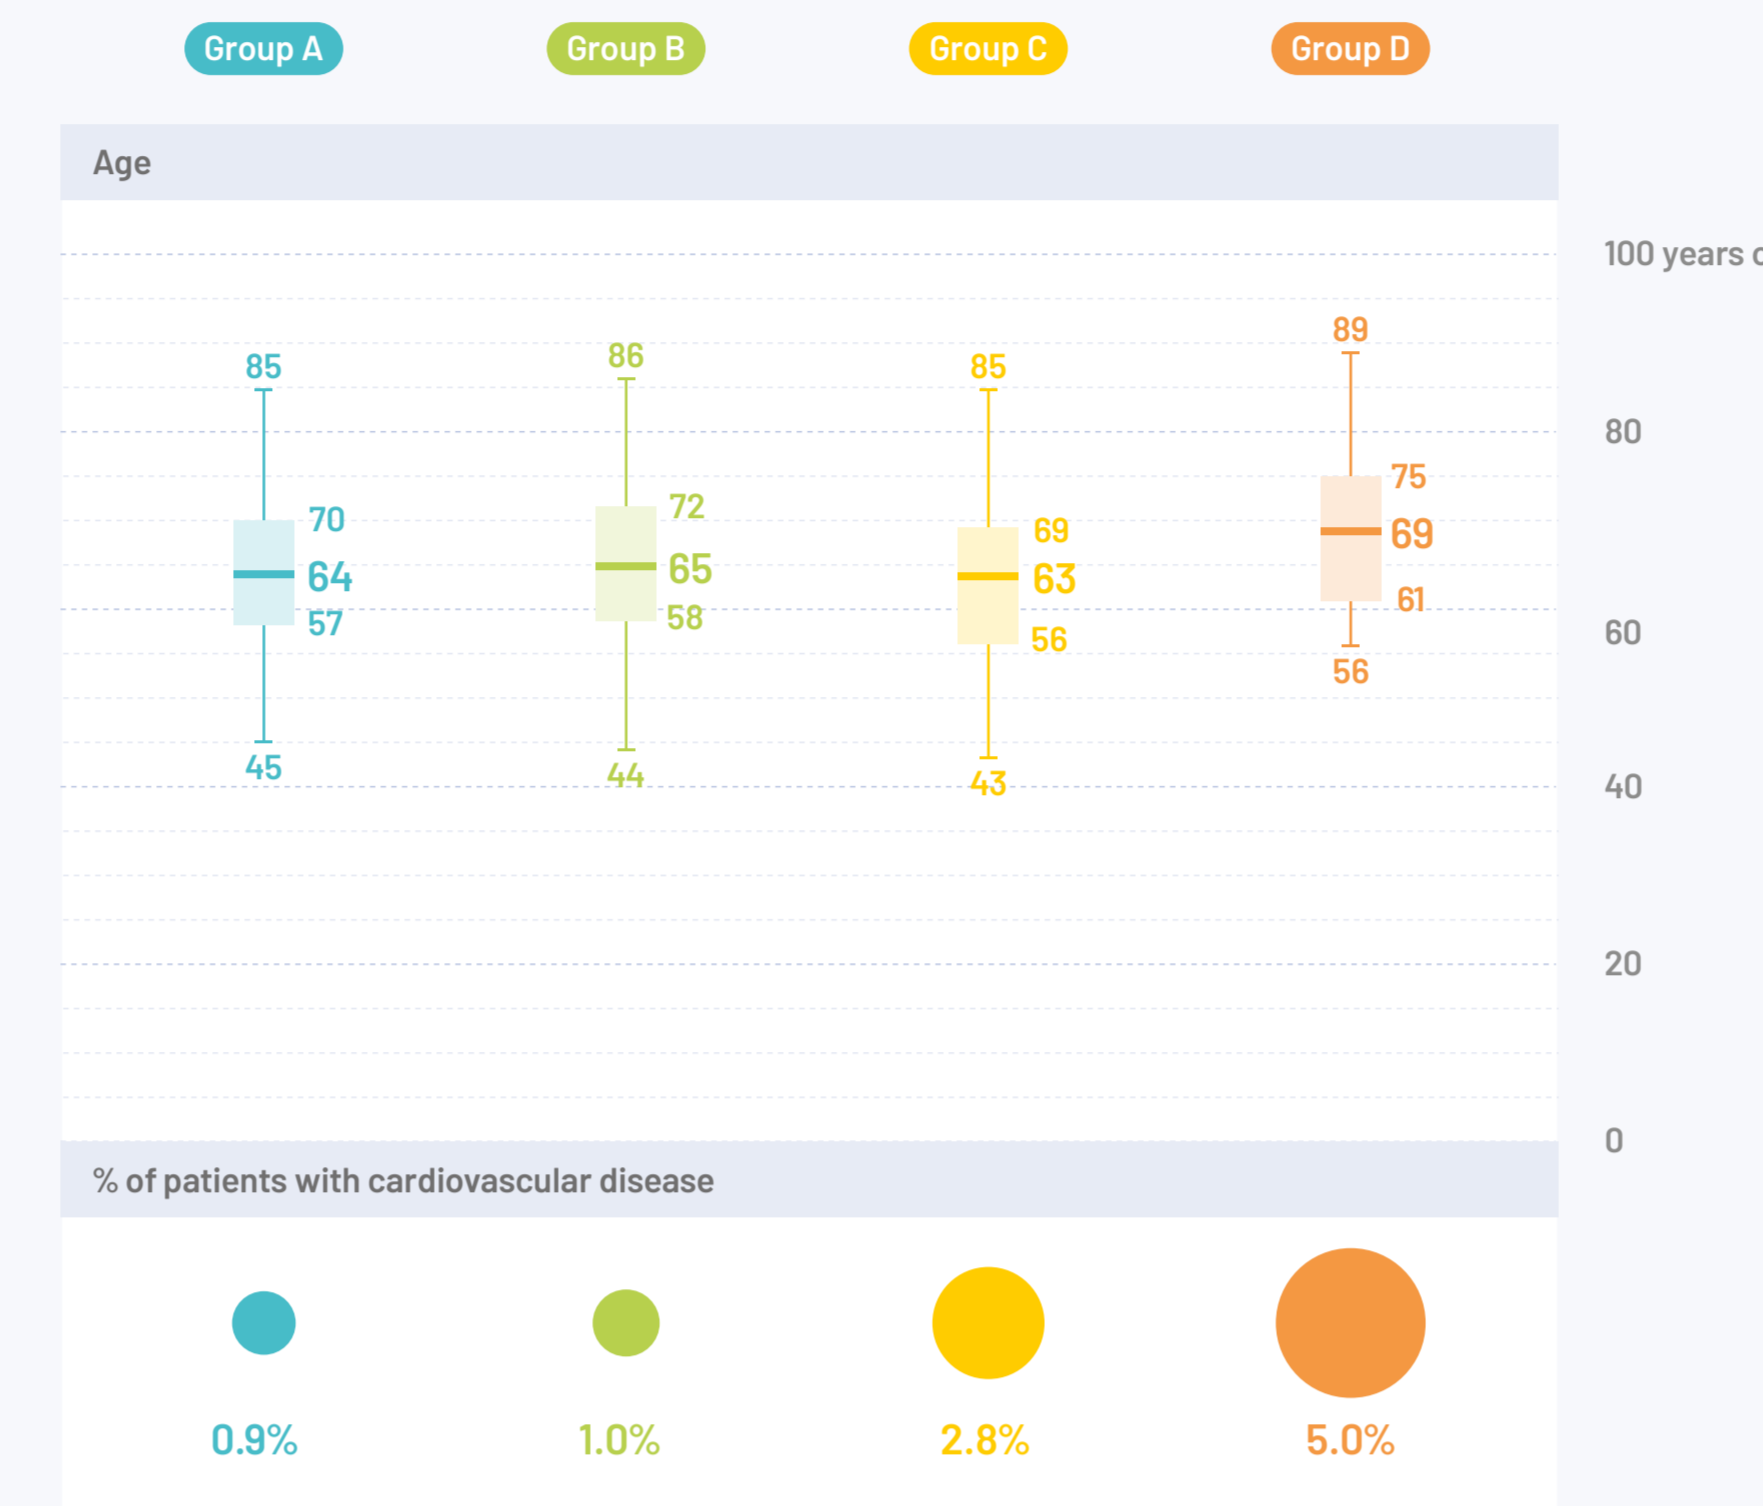 Group A Group B Group C Group D
Age
100 years o
89
86
85 85
80
75
72
70 69 69
64 65 63
61
57 58 56
60
56
45 44 43
40
20
0
% of patients with cardiovascular disease
0.9% 1.0% 2.8% 5.0%